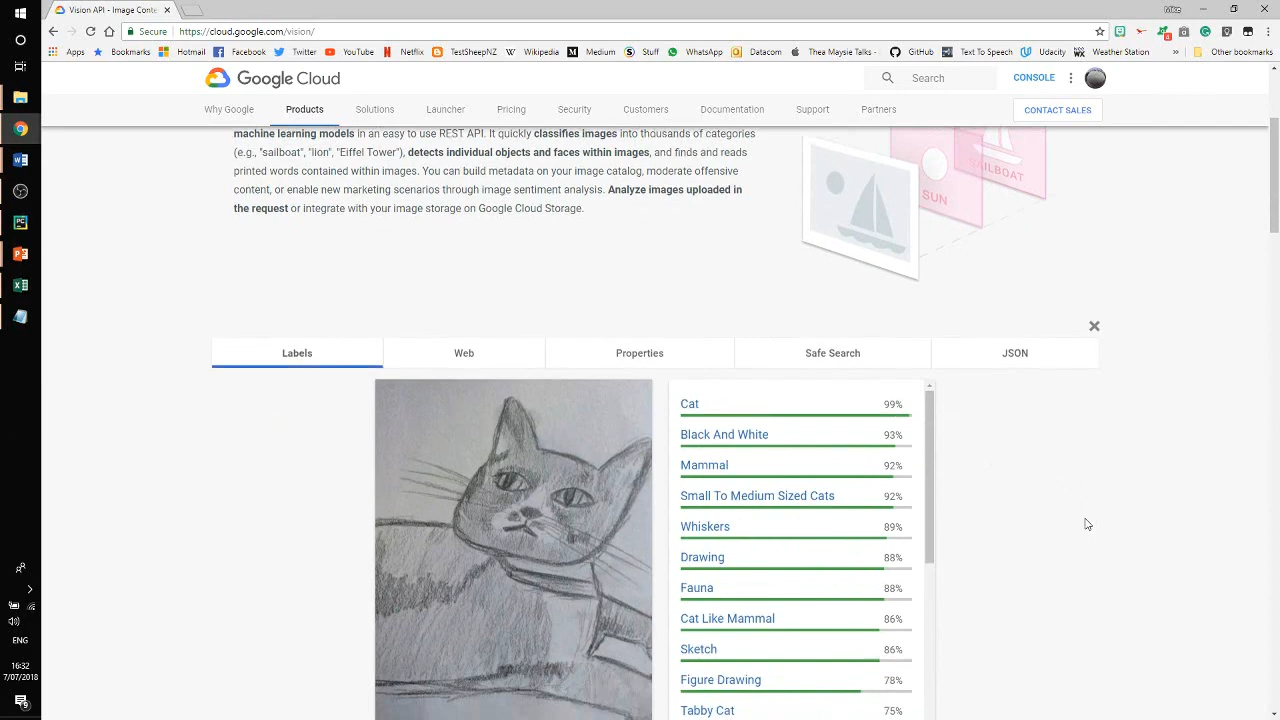 Vision API - Image Conte
Secure
https://cloud.google.com/vision/
Apps
Bookmarks
Hotmail
Facebook
Twitter
YouTube
Netflix
TestSheepNZ
Wikipedia
Medium
Stuff
WhatsApp
Datacom
Thea Maysie Talks -
GitHub
Text To Speech
Udacity
Weather Station
»
Other bookmarks
Google Cloud
Search
CONSOLE
Why Google
Products
Solutions
Launcher
Pricing
Security
Customers
Documentation
Support
Partners
CONTACT SALES
machine learning models in an easy to use REST API. It quickly classifies images into thousands of categories
(e.g., "sailboat", "lion", "Eiffel Tower"), detects individual objects and faces within images, and finds and reads
printed words contained within images. You can build metadata on your image catalog, moderate offensive
content, or enable new marketing scenarios through image sentiment analysis. Analyze images uploaded in
the request or integrate with your image storage on Google Cloud Storage.
SAILBOAT
SUN
Labels
Web
Properties
Safe Search
JSON
Cat 99%
Black And White 93%
Mammal 92%
Small To Medium Sized Cats 92%
Whiskers 89%
Drawing 88%
Fauna 88%
Cat Like Mammal 86%
Sketch 86%
Figure Drawing 78%
Tabby Cat 75%
ENG
16:32
7/07/2018